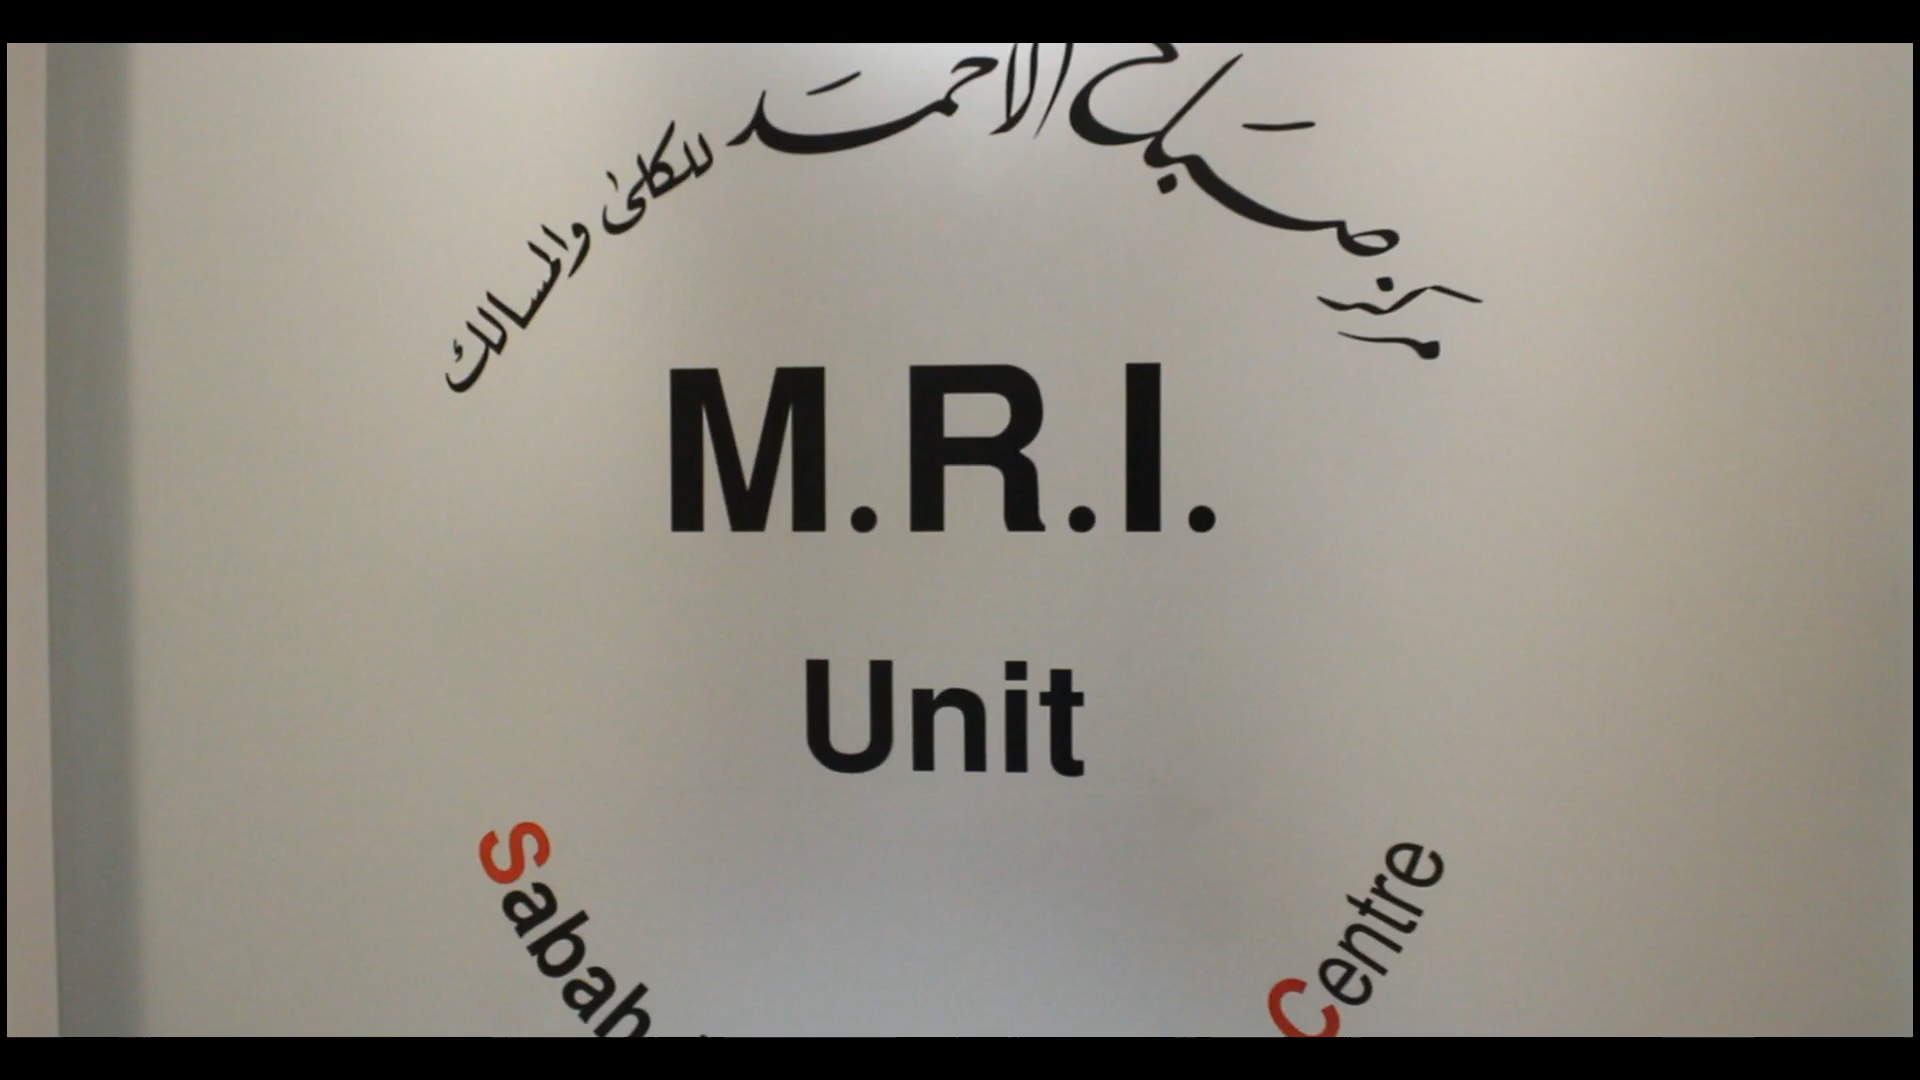 مركز صباح الأحمد للكلى والمسالك
M.R.I.
Unit
Sabah
Centre